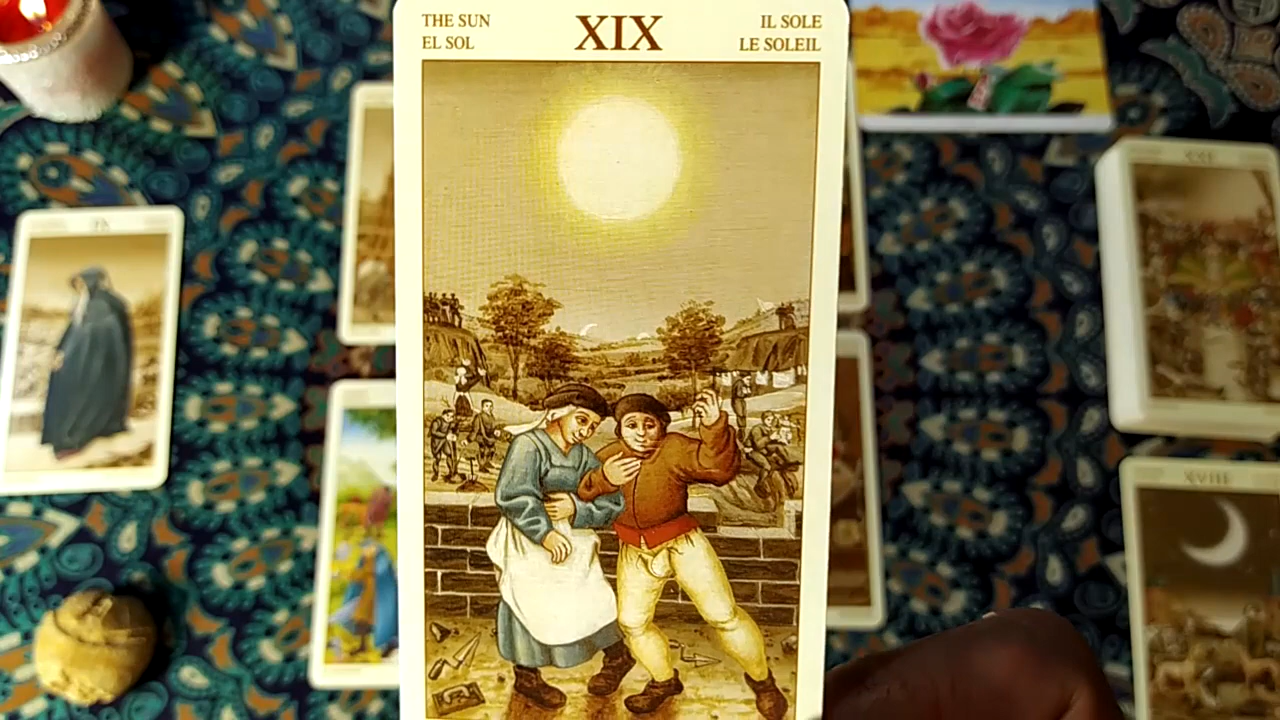 THE SUN
EL SOL
XIX
IL SOLE
LE SOLEIL
XVIII